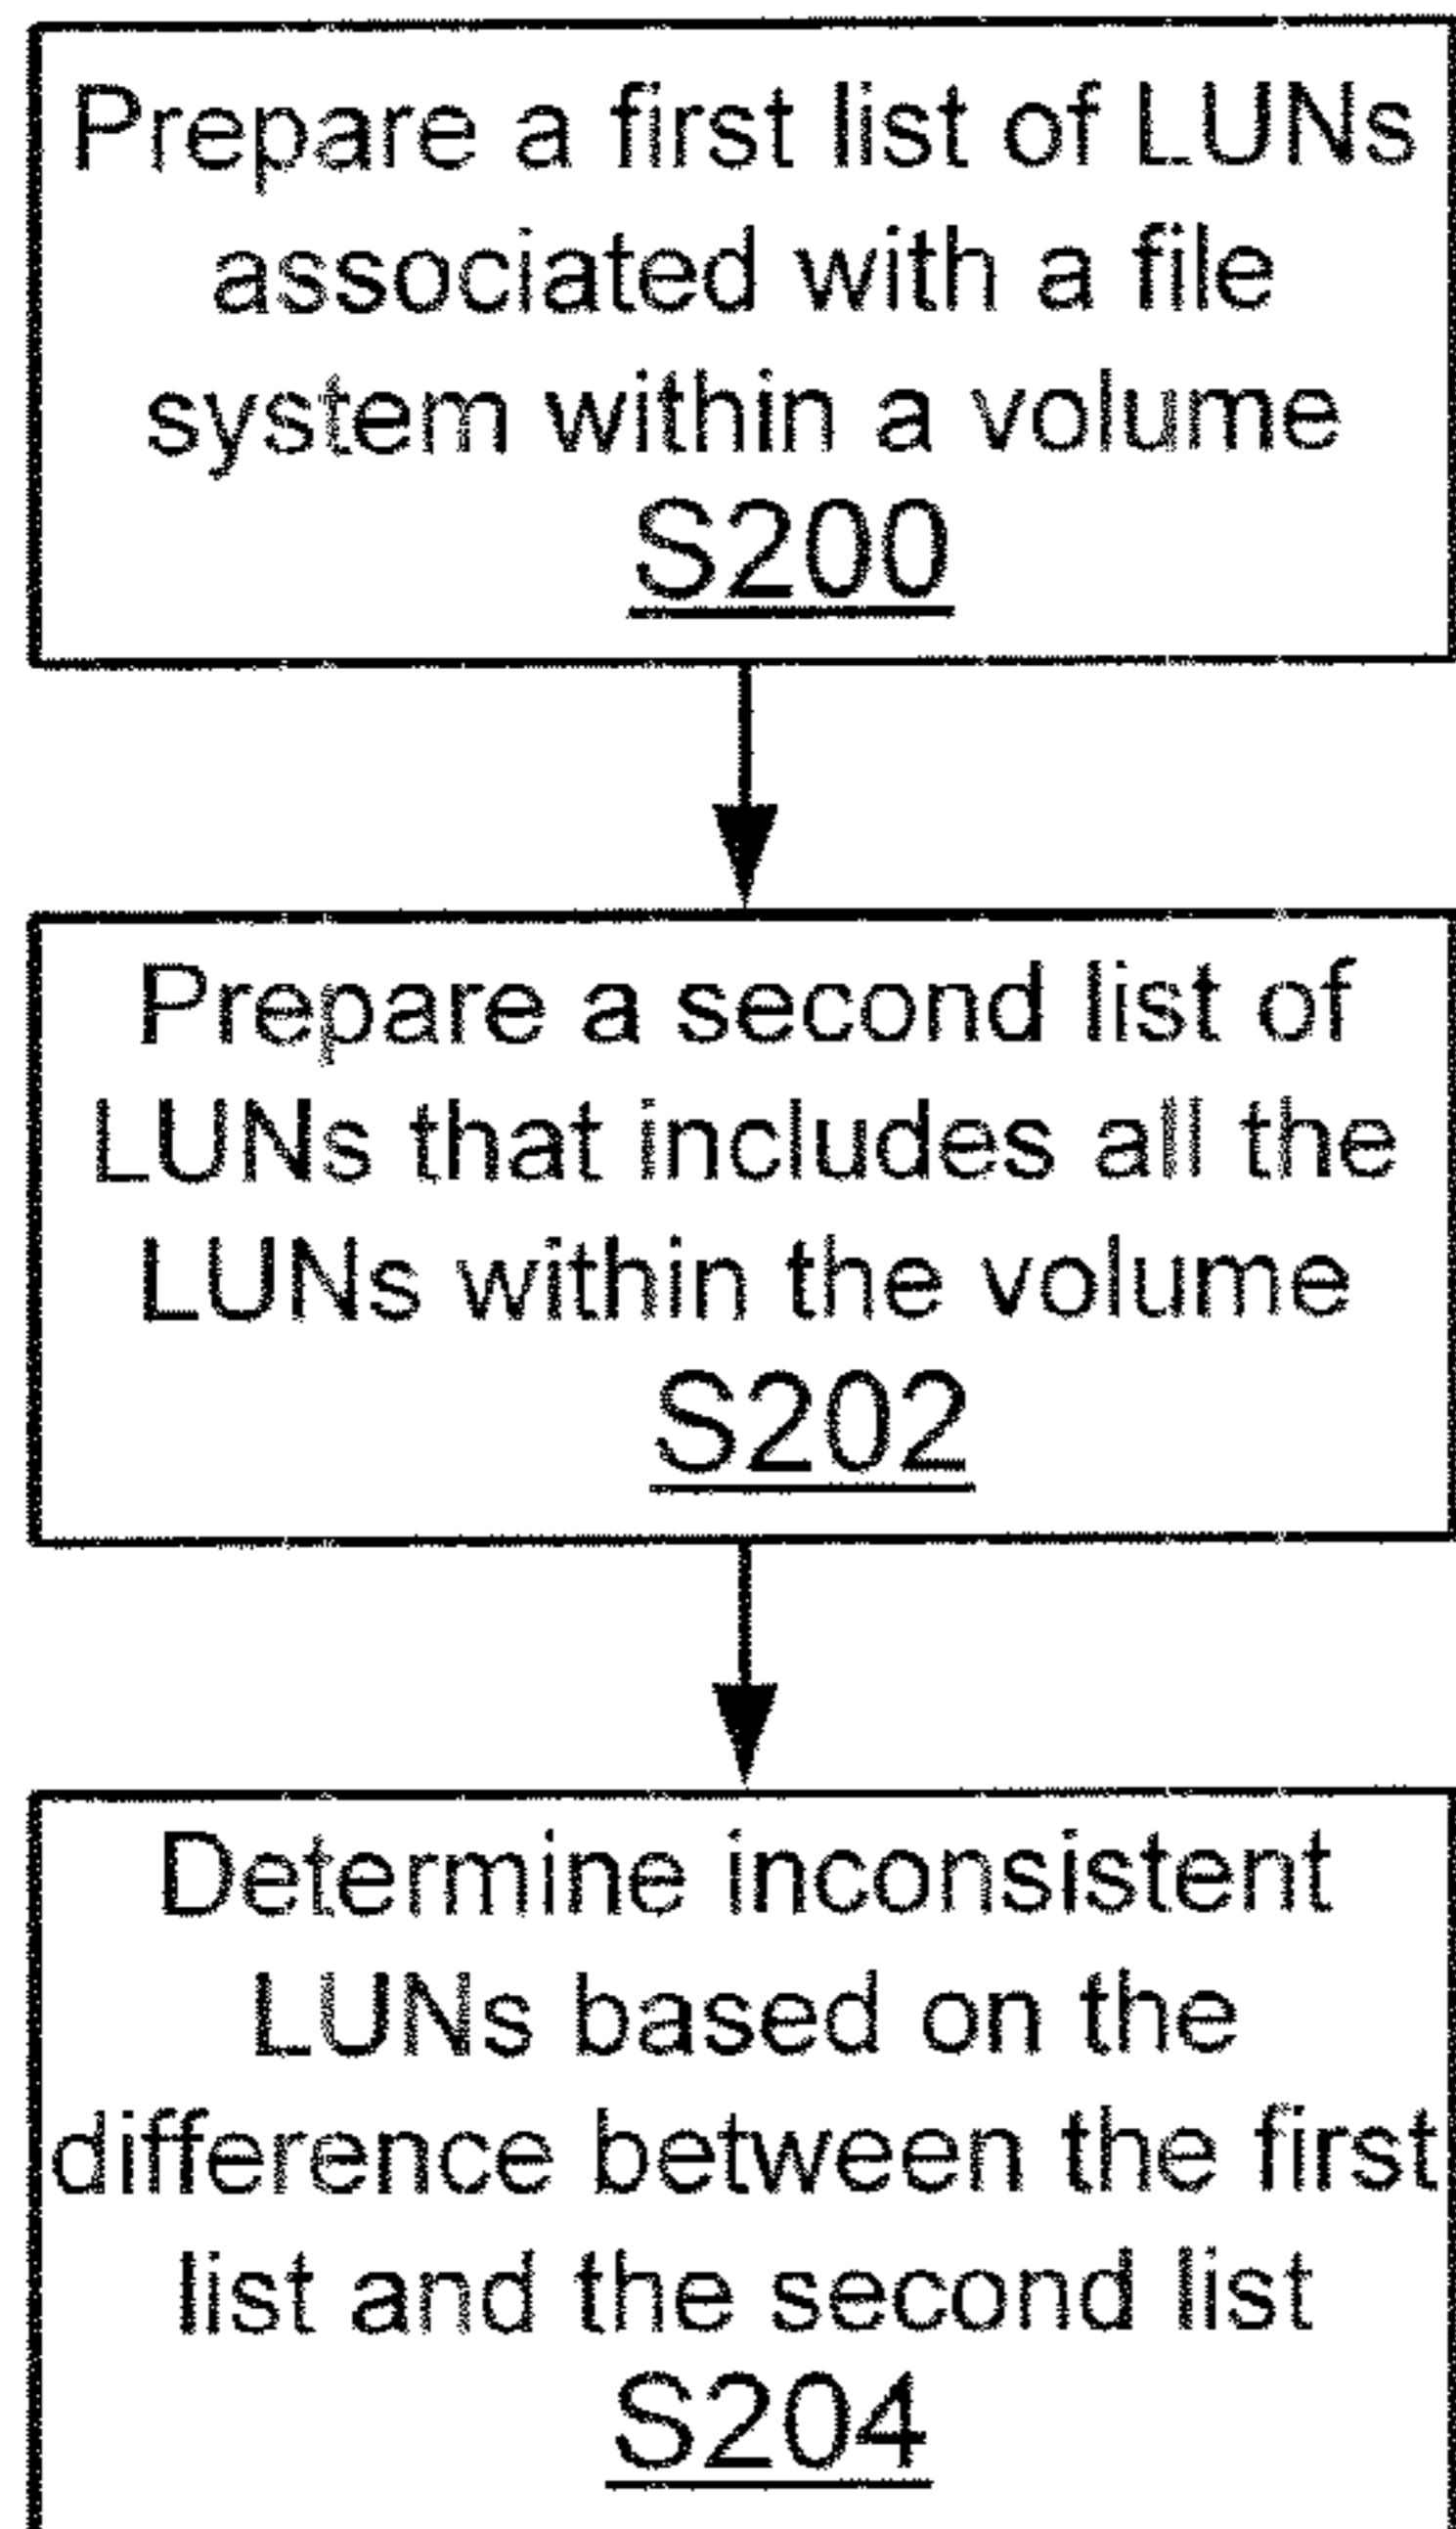 Prepare a first list of LUNs
associated with a file
system within a volume
S200
Prepare a second list of
LUNs that includes all the
LUNs within the volume
S202
Determine inconsistent
LUNs based on the
difference between the first
list and the second list
S204